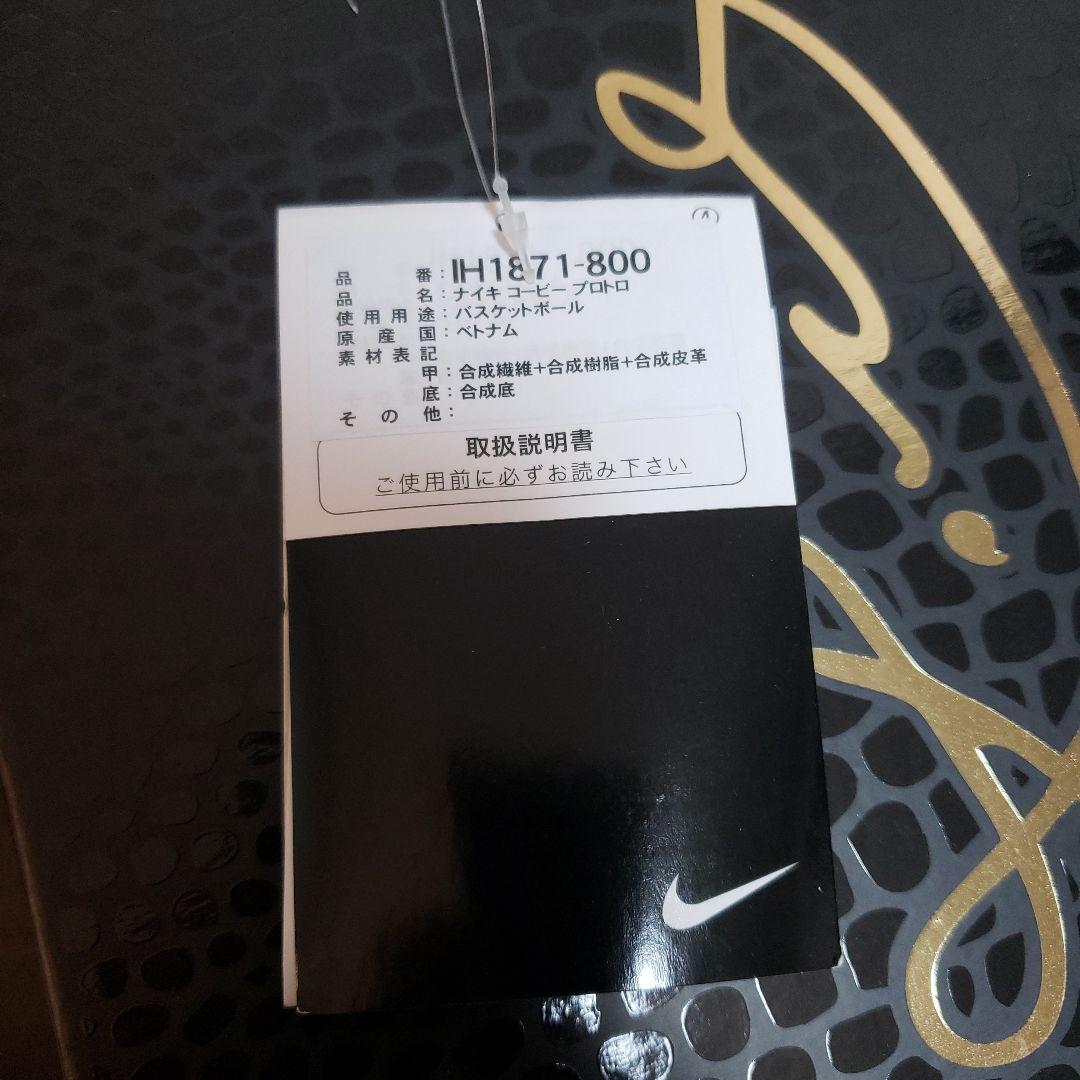 ④
品番：IH1871-800
品名：ナイキ コービー プロトロ
使用用途：バスケットボール
原産国：ベトナム
素材表記
甲：合成繊維+合成樹脂+合成皮革
底：合成底
その他：
取扱説明書
ご使用前に必ずお読み下さい